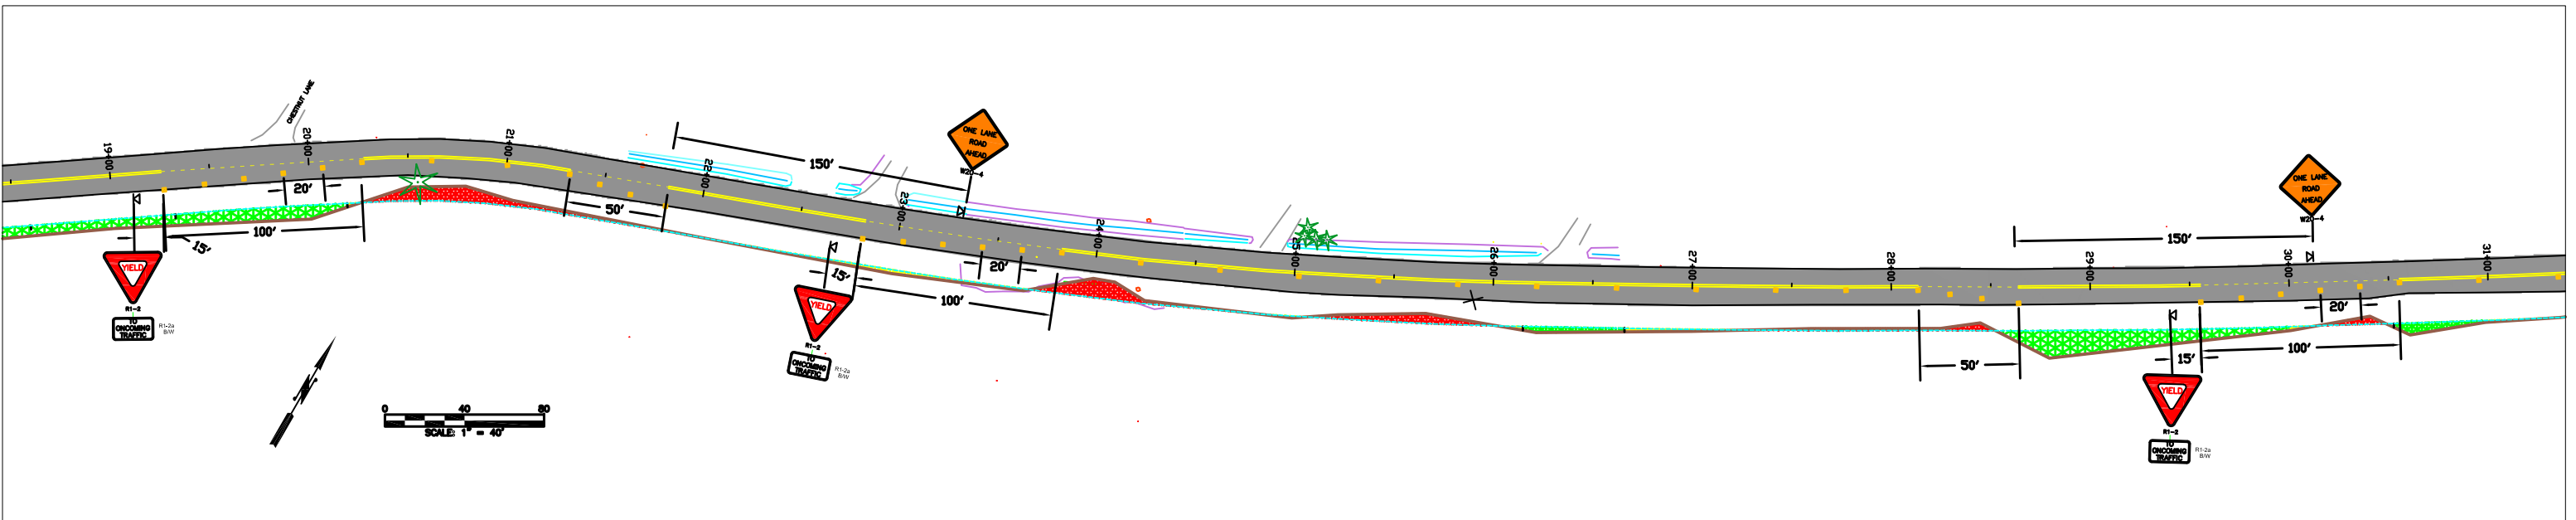 CHESTNUT LANE
19+00
20+00
21+00
22+00
23+00
24+00
25+00
26+00
27+00
28+00
29+00
30+00
31+00
20'
15'
100'
YIELD
R1-2
TO
ONCOMING
TRAFFIC
R1-2a
B/W
50'
150'
ONE LANE
ROAD
AHEAD
W20-4
15'
20'
100'
YIELD
R1-2
TO
ONCOMING
TRAFFIC
R1-2a
B/W
0 40 80
SCALE: 1" = 40'
150'
ONE LANE
ROAD
AHEAD
W20-4
50'
15'
20'
100'
YIELD
R1-2
TO
ONCOMING
TRAFFIC
R1-2a
B/W